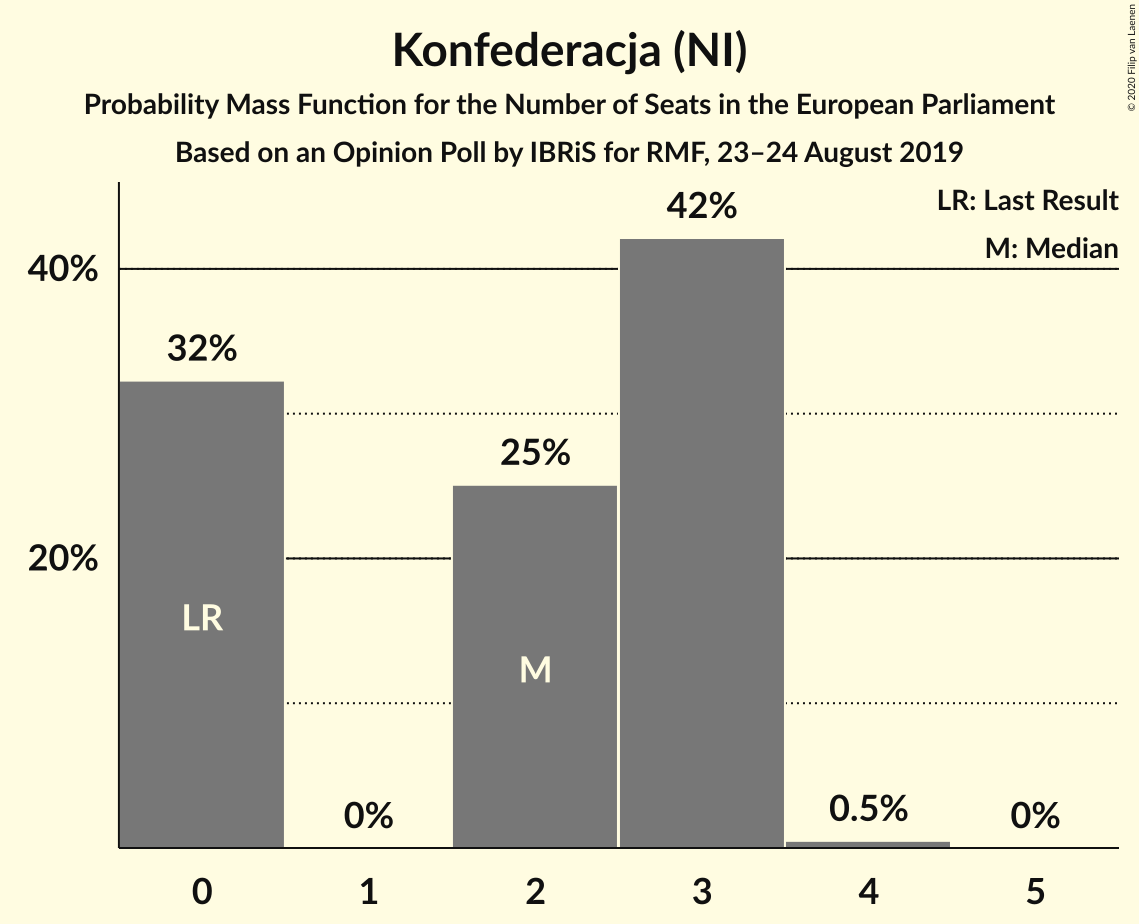 Konfederacja (NI)
Probability Mass Function for the Number of Seats in the European Parliament
Based on an Opinion Poll by IBRiS for RMF, 23–24 August 2019
© 2020 Filip van Laenen
LR: Last Result
M: Median
42%
40%
32%
25%
20%
LR
M
0%
0.5%
0%
0 1 2 3 4 5